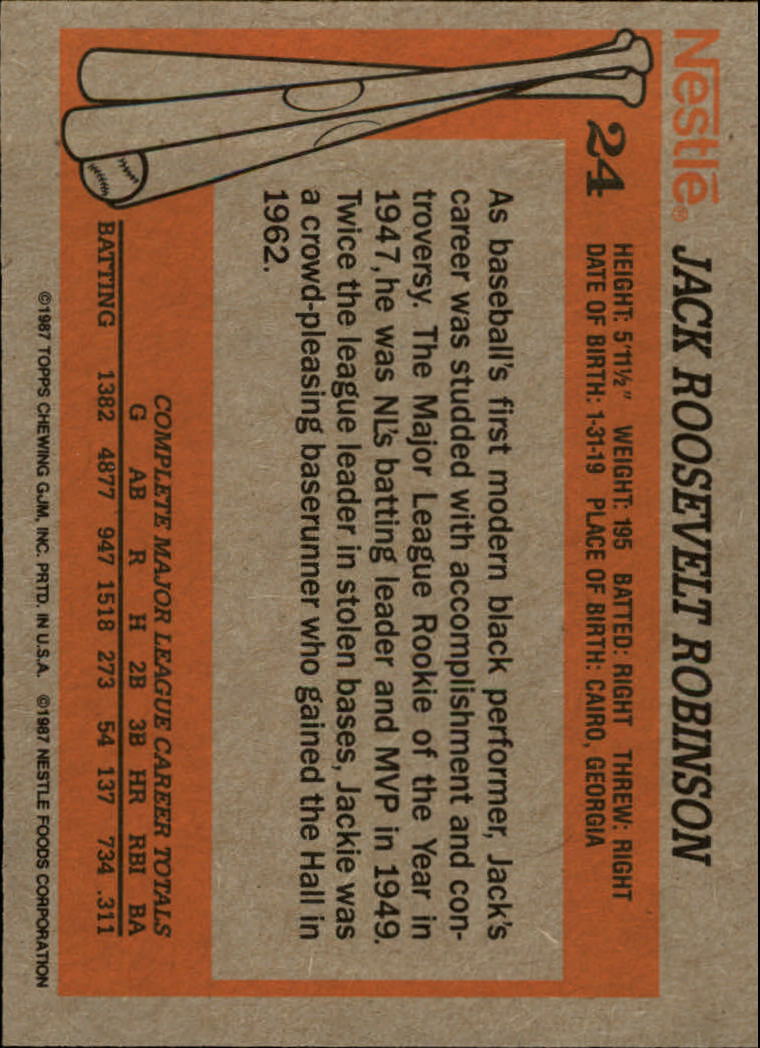 Nestlé®
JACK ROOSEVELT ROBINSON
24
HEIGHT: 5'11½" WEIGHT: 195 BATTED: RIGHT THREW: RIGHT
DATE OF BIRTH: 1-31-19 PLACE OF BIRTH: CAIRO, GEORGIA
As baseball's first modern black performer, Jack's
career was studded with accomplishment and con-
troversy. The Major League Rookie of the Year in
1947, he was NL's batting leader and MVP in 1949.
Twice the league leader in stolen bases, Jackie was
a crowd-pleasing baserunner who gained the Hall in
1962.
COMPLETE MAJOR LEAGUE CAREER TOTALS
G AB R H 2B 3B HR RBI BA
BATTING 1382 4877 947 1518 273 54 137 734 .311
©1987 TOPPS CHEWING GUM, INC. PRTD. IN U.S.A. ©1987 NESTLE FOODS CORPORATION